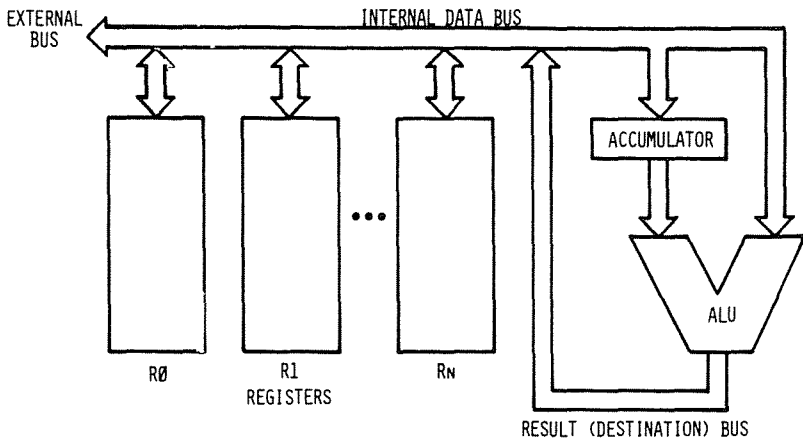 EXTERNAL
BUS
INTERNAL DATA BUS
ACCUMULATOR
ALU
RØ
R1
RN
REGISTERS
RESULT (DESTINATION) BUS